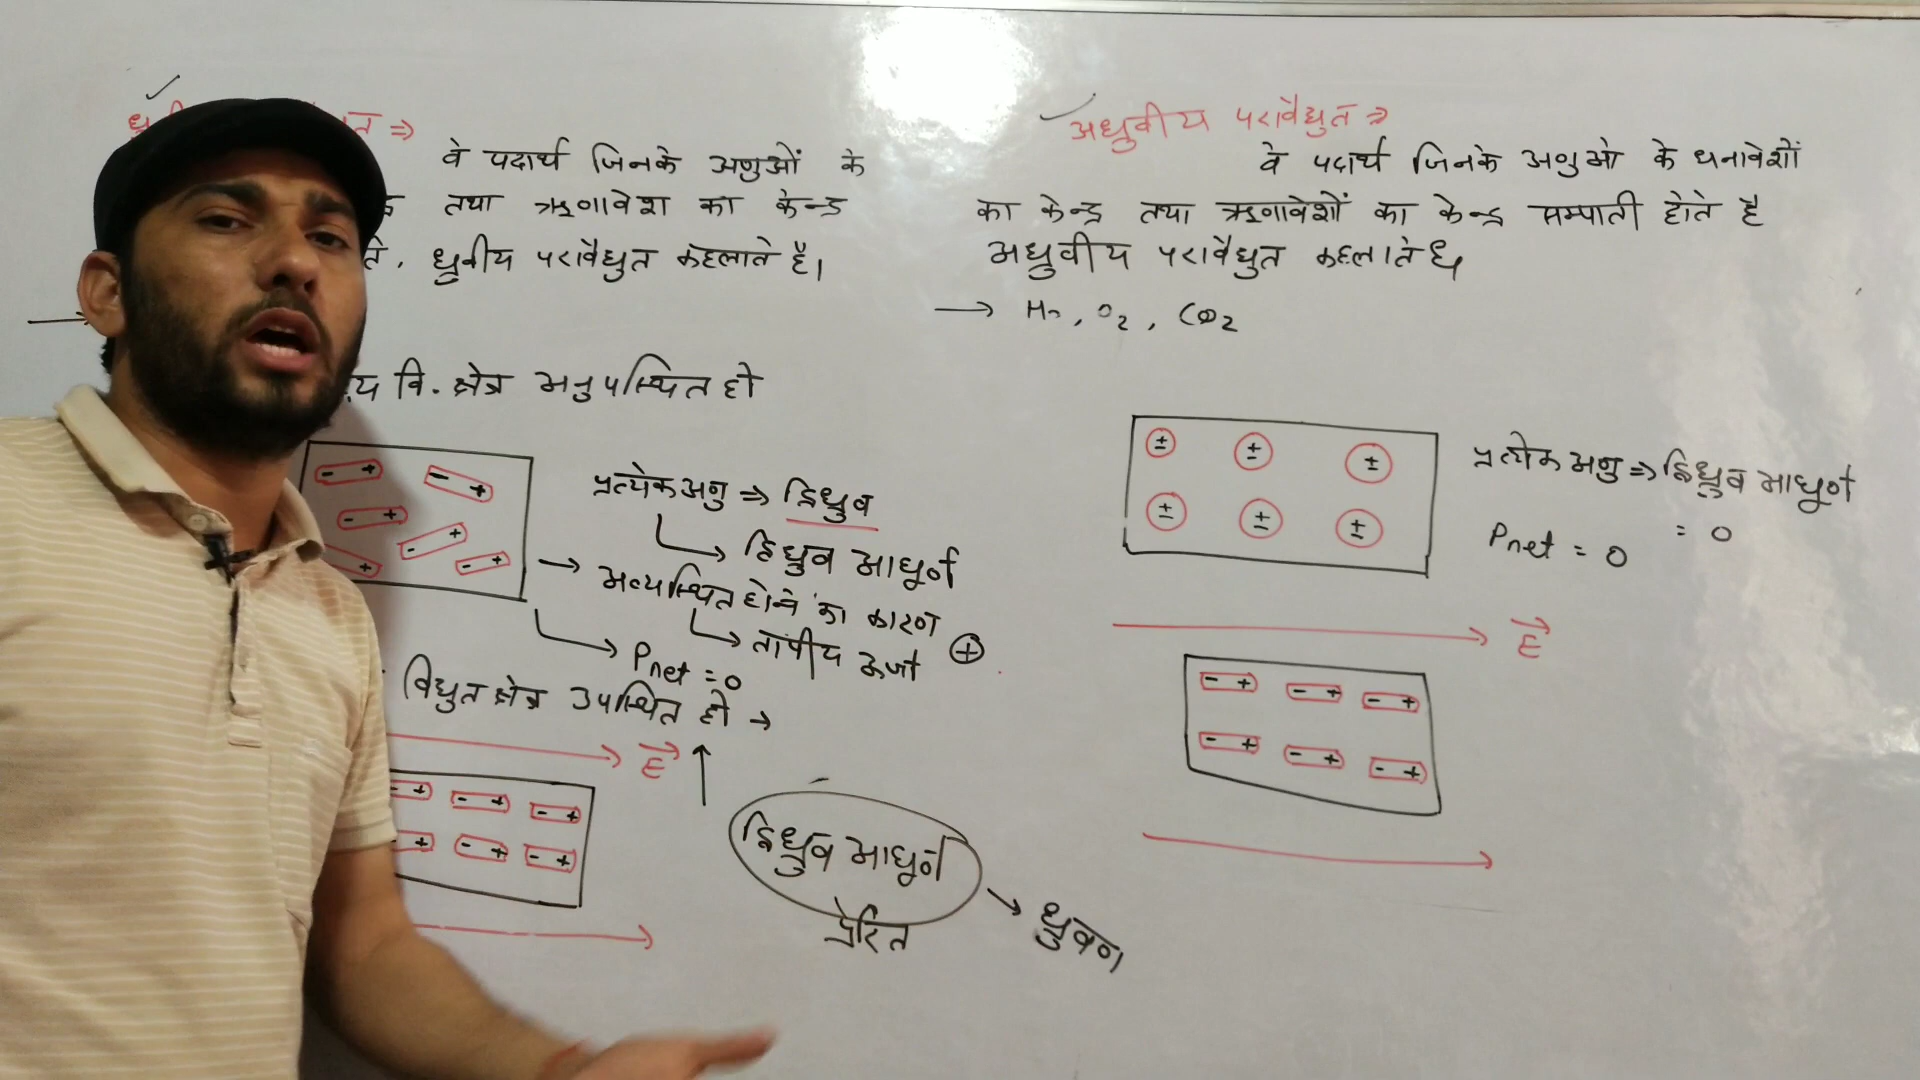 वे पदार्थ जिनके अणुओं के
तथा ऋणावेश का केन्द्र
ध्रुवीय परावैद्युत कहलाते है।
वि. क्षेत्र अनुपस्थित हो
- + - +
- + - +
+ - +
प्रत्येक अणु ⇒ द्विध्रुव
→ द्विध्रुव आघूर्ण
→ अव्यवस्थित होने का कारण
→ तापीय ऊर्जा ⊕
→ Pnet = 0
विद्युत क्षेत्र उपस्थित हो →
E
- + - + - +
+ - + - +
द्विध्रुव आघूर्ण
प्रेरित
→ ध्रुवण
अध्रुवीय परावैद्युत ⇒
वे पदार्थ जिनके अणुओ के धनावेशों
का केन्द्र तथा ऋणावेशों का केन्द्र सम्पाती होते है
अध्रुवीय परावैद्युत कहलाते है
→ H2, O2, CO2
± ± ±
± ± ±
प्रत्येक अणु ⇒ द्विध्रुव आघूर्ण
= 0
Pnet = 0
E
- + - + - +
- + - + - +